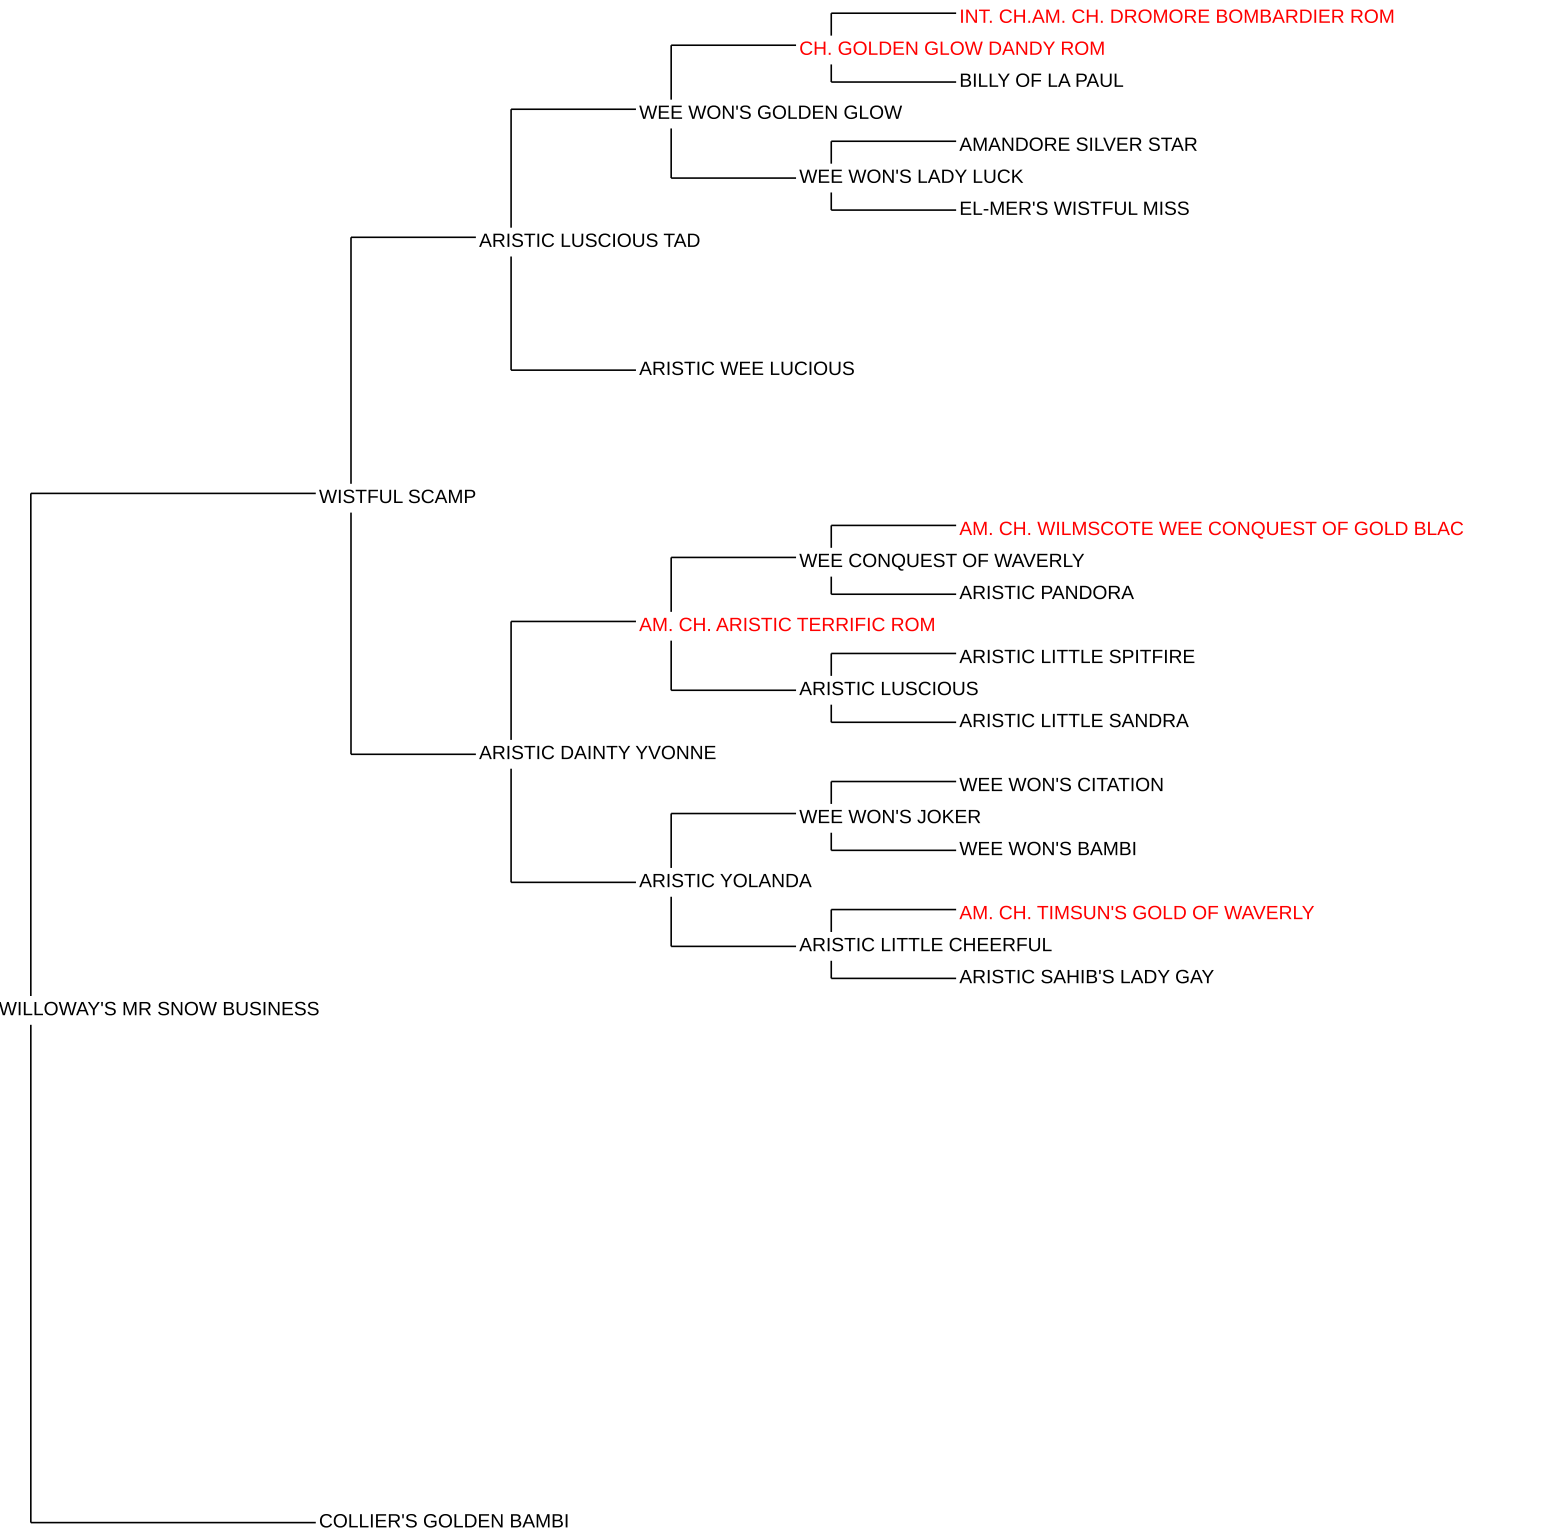 INT. CH.AM. CH. DROMORE BOMBARDIER ROM
CH. GOLDEN GLOW DANDY ROM
BILLY OF LA PAUL
WEE WON'S GOLDEN GLOW
AMANDORE SILVER STAR
WEE WON'S LADY LUCK
EL-MER'S WISTFUL MISS
ARISTIC LUSCIOUS TAD
ARISTIC WEE LUCIOUS
WISTFUL SCAMP
AM. CH. WILMSCOTE WEE CONQUEST OF GOLD BLAC
WEE CONQUEST OF WAVERLY
ARISTIC PANDORA
AM. CH. ARISTIC TERRIFIC ROM
ARISTIC LITTLE SPITFIRE
ARISTIC LUSCIOUS
ARISTIC LITTLE SANDRA
ARISTIC DAINTY YVONNE
WEE WON'S CITATION
WEE WON'S JOKER
WEE WON'S BAMBI
ARISTIC YOLANDA
AM. CH. TIMSUN'S GOLD OF WAVERLY
ARISTIC LITTLE CHEERFUL
ARISTIC SAHIB'S LADY GAY
WILLOWAY'S MR SNOW BUSINESS
COLLIER'S GOLDEN BAMBI